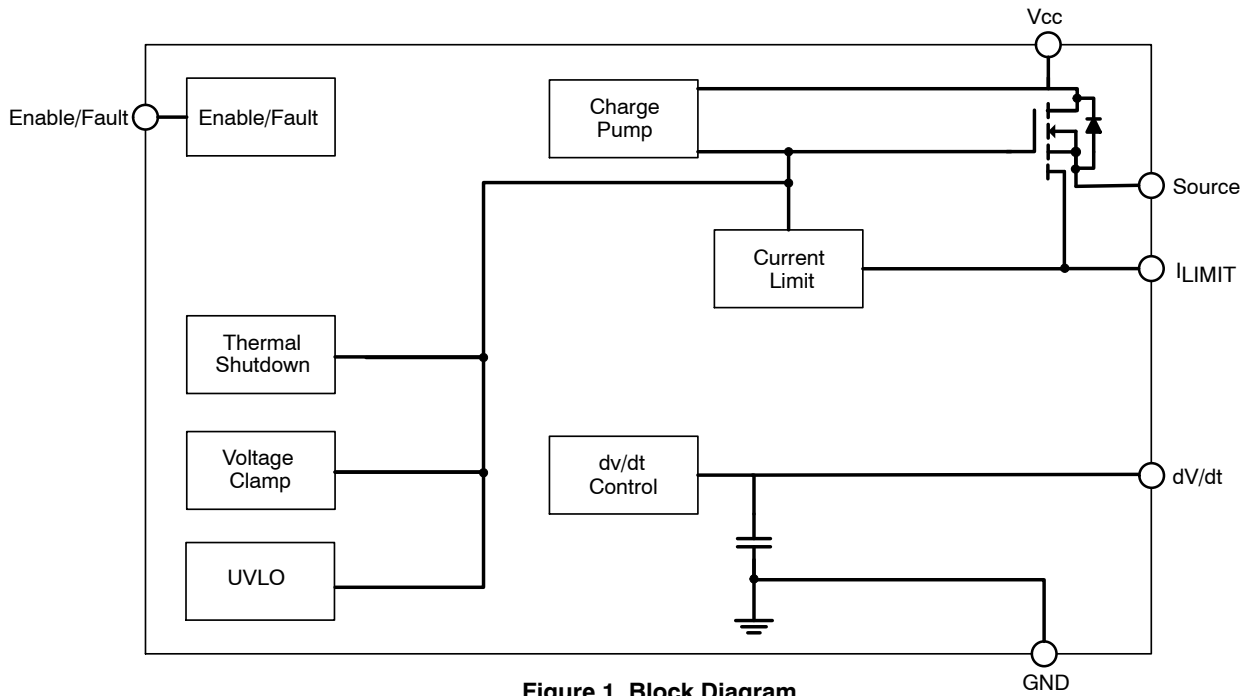 Vcc
Enable/Fault
Enable/Fault
Charge
Pump
Source
Current
Limit
ILIMIT
Thermal
Shutdown
Voltage
Clamp
dv/dt
Control
dV/dt
UVLO
GND
Figure 1. Block Diagram